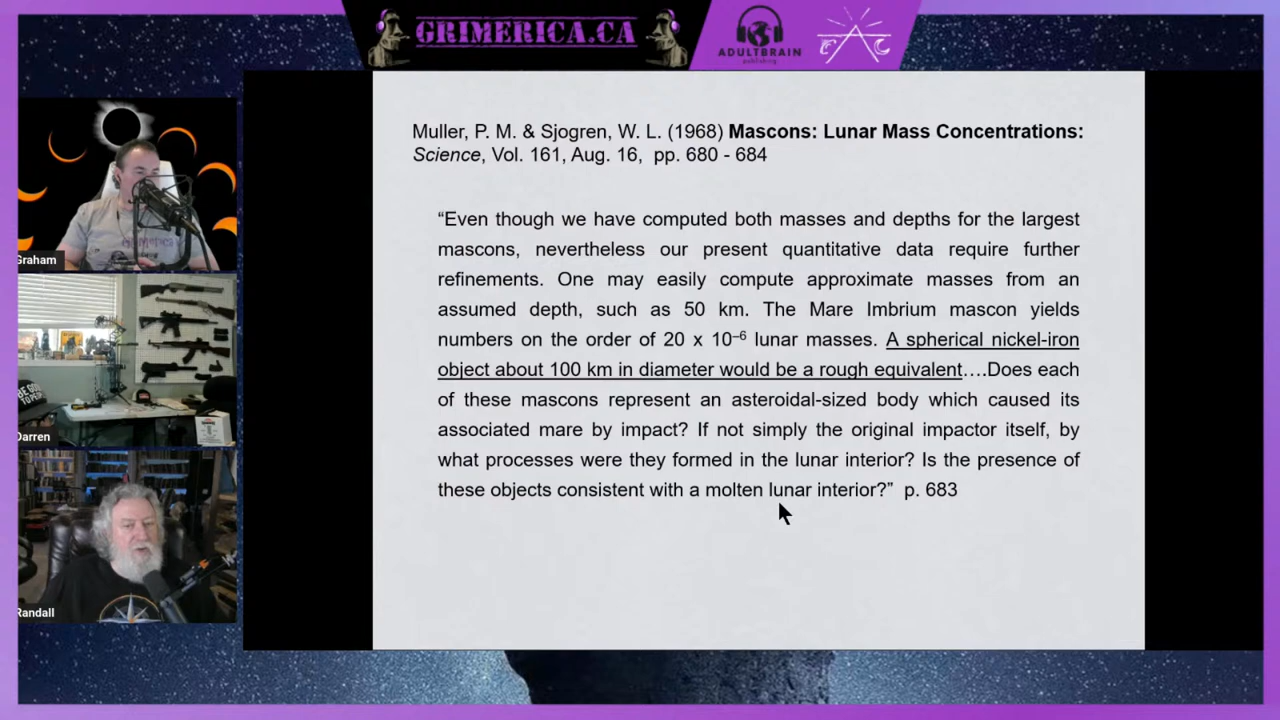 GRIMERICA.CA
ADULTBRAIN
publishing
Graham
Darren
Randall
BE GOOD
Muller, P. M. & Sjogren, W. L. (1968) Mascons: Lunar Mass Concentrations:
Science, Vol. 161, Aug. 16, pp. 680 - 684
“Even though we have computed both masses and depths for the largest
mascons, nevertheless our present quantitative data require further
refinements. One may easily compute approximate masses from an
assumed depth, such as 50 km. The Mare Imbrium mascon yields
numbers on the order of 20 x 10⁻⁶ lunar masses. A spherical nickel-iron
object about 100 km in diameter would be a rough equivalent….Does each
of these mascons represent an asteroidal-sized body which caused its
associated mare by impact? If not simply the original impactor itself, by
what processes were they formed in the lunar interior? Is the presence of
these objects consistent with a molten lunar interior?” p. 683